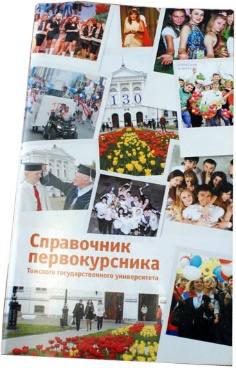 130
Справочник
первокурсника
Томского государственного университета